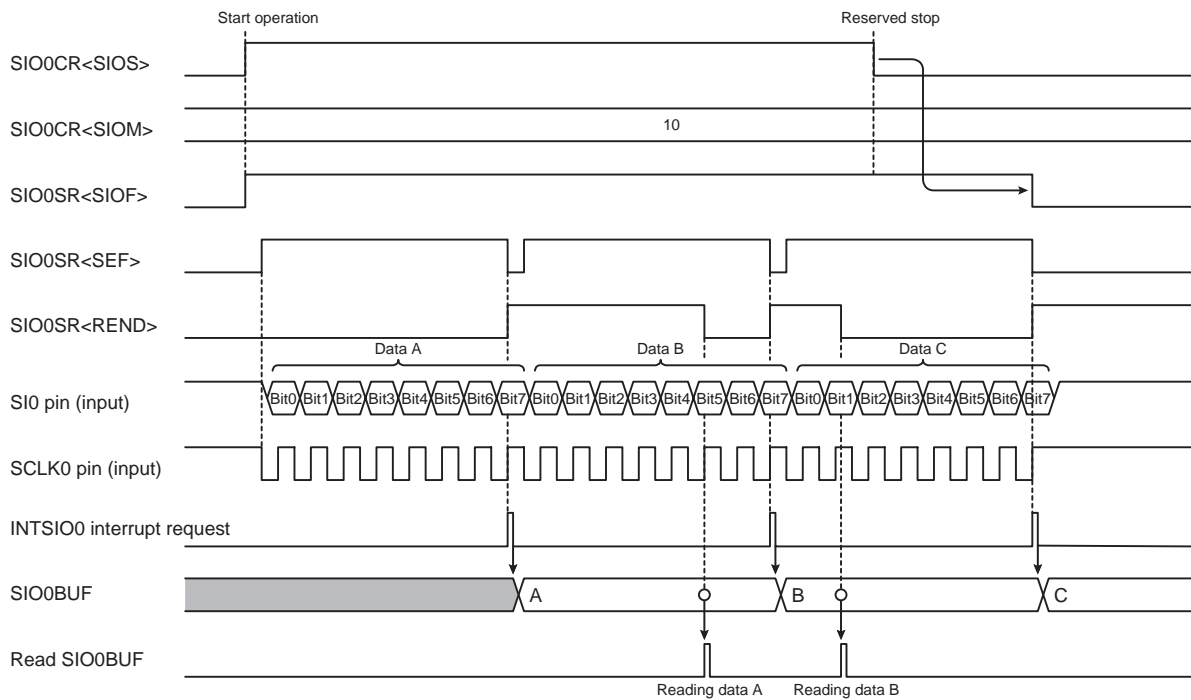 Start operation Reserved stop
SIO0CR<SIOS>
SIO0CR<SIOM> 10
SIO0SR<SIOF>
SIO0SR<SEF>
SIO0SR<REND>
Data A Data B Data C
SI0 pin (input) Bit0 Bit1 Bit2 Bit3 Bit4 Bit5 Bit6 Bit7 Bit0 Bit1 Bit2 Bit3 Bit4 Bit5 Bit6 Bit7 Bit0 Bit1 Bit2 Bit3 Bit4 Bit5 Bit6 Bit7
SCLK0 pin (input)
INTSIO0 interrupt request
SIO0BUF A B C
Read SIO0BUF
Reading data A Reading data B